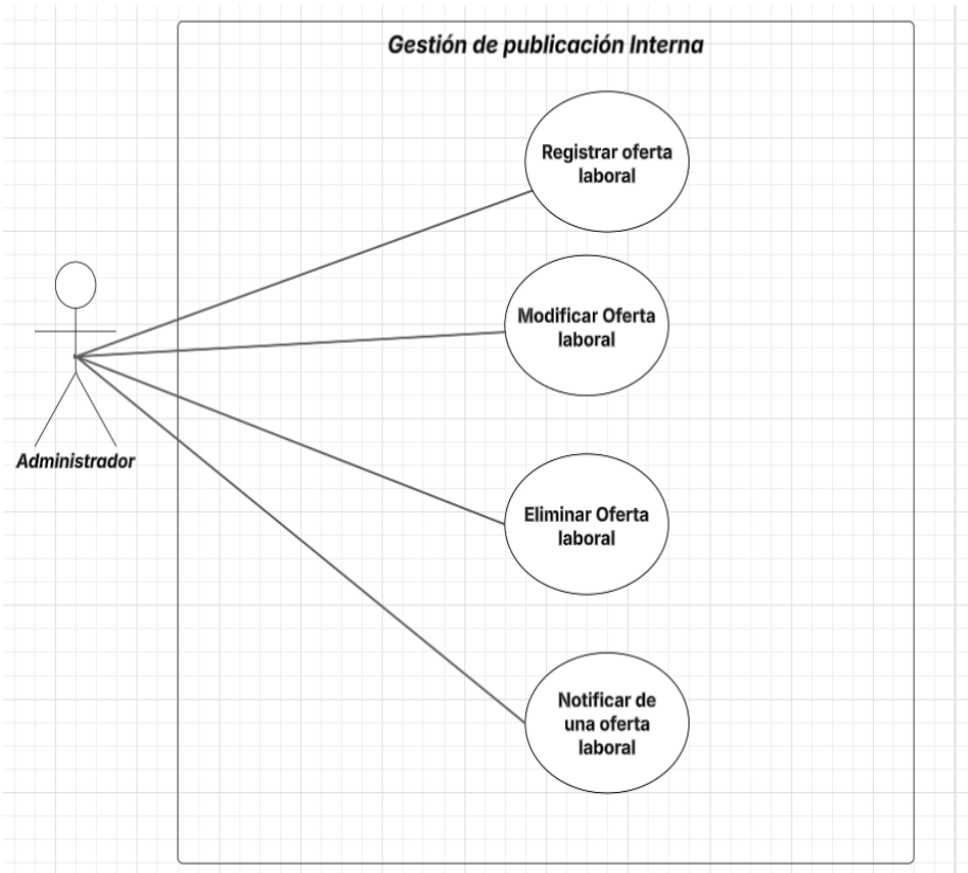 Gestión de publicación Interna
Registrar oferta
laboral
Modificar Oferta
laboral
Administrador
Eliminar Oferta
laboral
Notificar de
una oferta
laboral